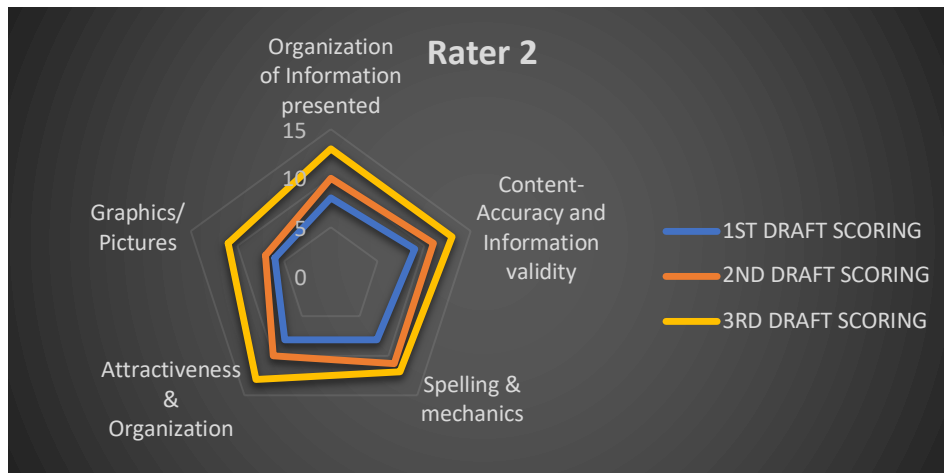 Rater 2
Organization
of Information
presented
15
10
5
0
Content-
Accuracy and
Information
validity
Spelling &
mechanics
Attractiveness
&
Organization
Graphics/
Pictures
1ST DRAFT SCORING
2ND DRAFT SCORING
3RD DRAFT SCORING